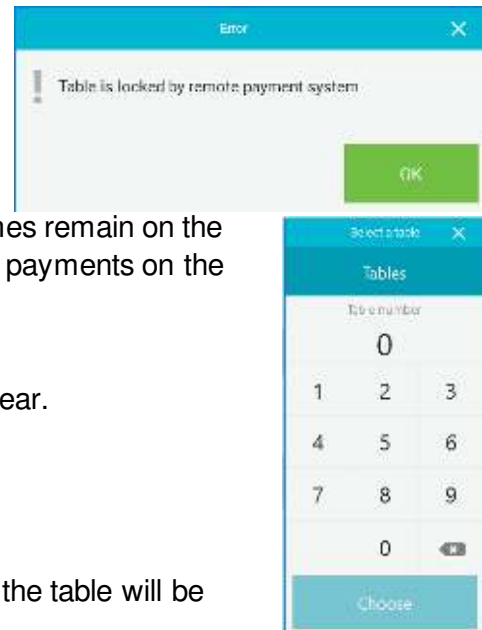 Error
Table is locked by remote payment system
OK
nes remain on the
payments on the
ear.
the table will be
Select a table
Tables
Table number
0
1 2 3
4 5 6
7 8 9
0
Choose